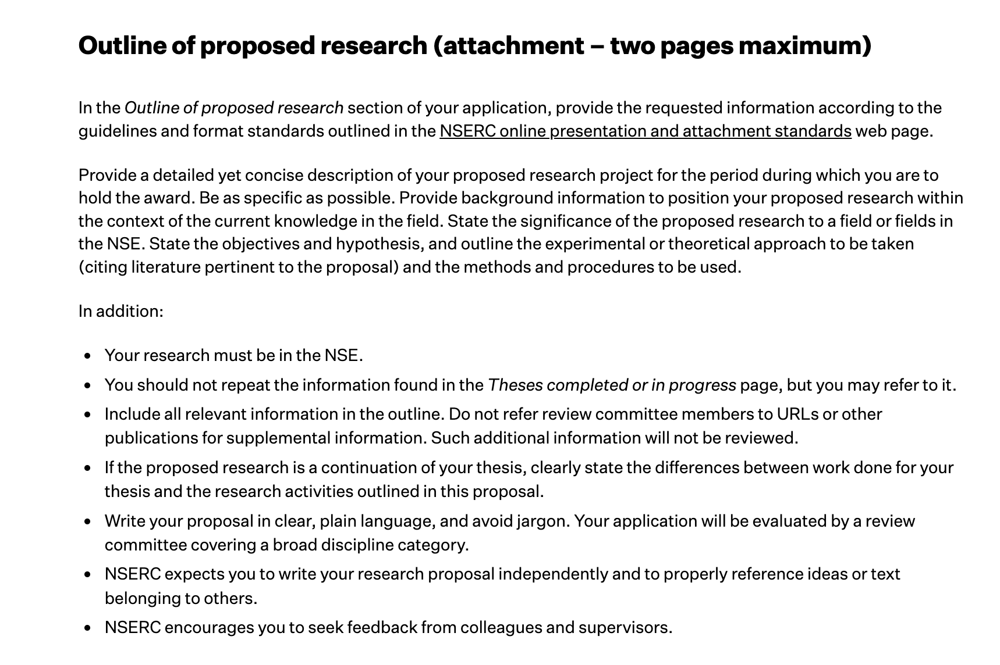 Outline of proposed research (attachment – two pages maximum)
In the Outline of proposed research section of your application, provide the requested information according to the
guidelines and format standards outlined in the NSERC online presentation and attachment standards web page.
Provide a detailed yet concise description of your proposed research project for the period during which you are to
hold the award. Be as specific as possible. Provide background information to position your proposed research within
the context of the current knowledge in the field. State the significance of the proposed research to a field or fields in
the NSE. State the objectives and hypothesis, and outline the experimental or theoretical approach to be taken
(citing literature pertinent to the proposal) and the methods and procedures to be used.
In addition:
• Your research must be in the NSE.
• You should not repeat the information found in the Theses completed or in progress page, but you may refer to it.
• Include all relevant information in the outline. Do not refer review committee members to URLs or other
publications for supplemental information. Such additional information will not be reviewed.
• If the proposed research is a continuation of your thesis, clearly state the differences between work done for your
thesis and the research activities outlined in this proposal.
• Write your proposal in clear, plain language, and avoid jargon. Your application will be evaluated by a review
committee covering a broad discipline category.
• NSERC expects you to write your research proposal independently and to properly reference ideas or text
belonging to others.
• NSERC encourages you to seek feedback from colleagues and supervisors.